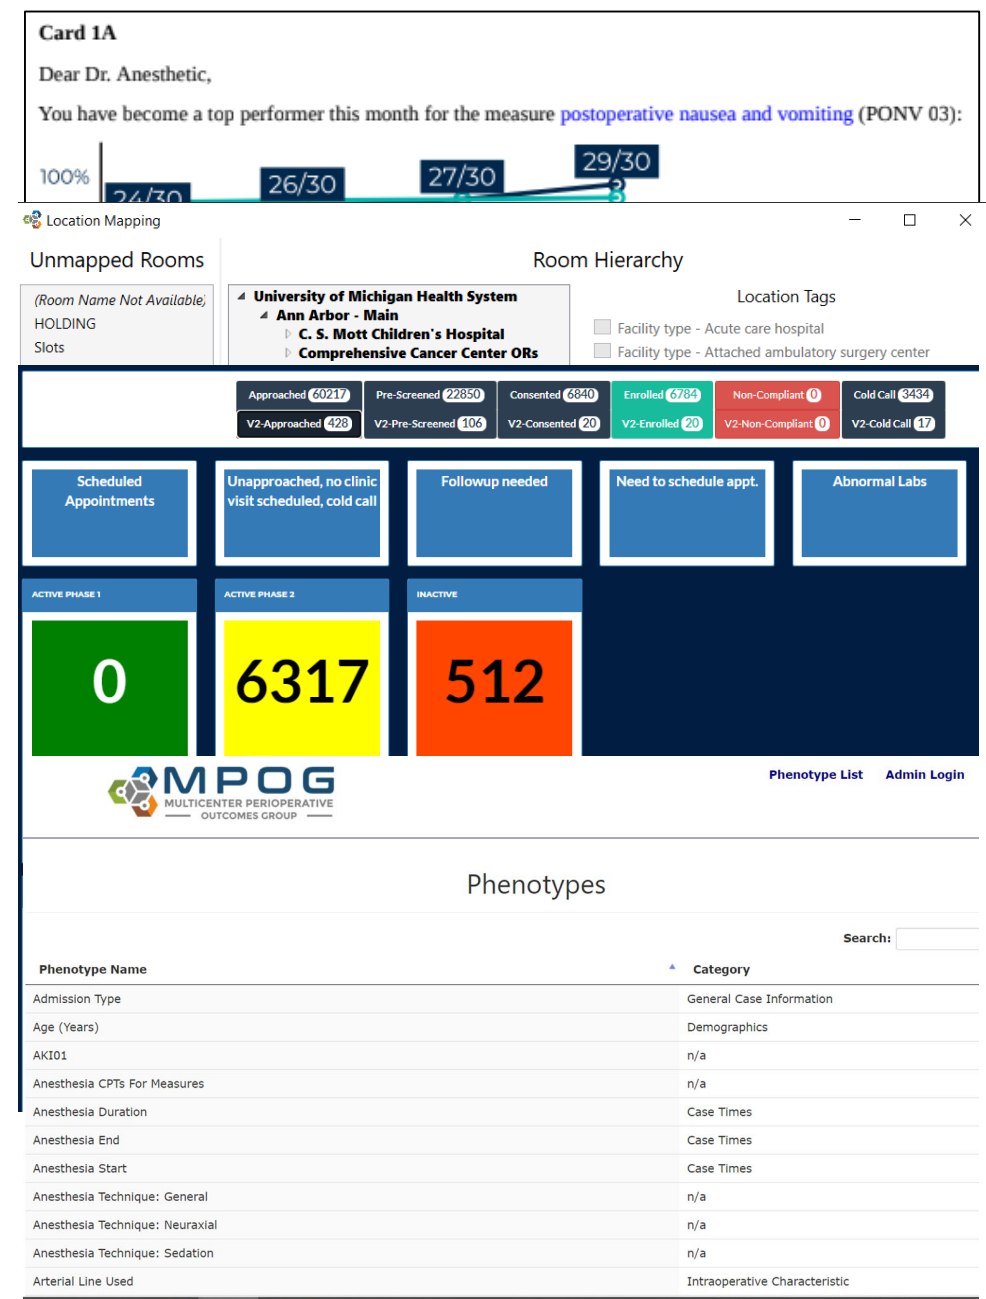 Card 1A
Dear Dr. Anesthetic,
You have become a top performer this month for the measure postoperative nausea and vomiting (PONV 03):
100%
24/30
26/30
27/30
29/30
Location Mapping
Unmapped Rooms
(Room Name Not Available)
HOLDING
Slots
Room Hierarchy
University of Michigan Health System
Ann Arbor - Main
C. S. Mott Children's Hospital
Comprehensive Cancer Center ORs
Location Tags
Facility type - Acute care hospital
Facility type - Attached ambulatory surgery center
Approached 60217
Pre-Screened 22850
Consented 6840
Enrolled 6784
Non-Compliant 0
Cold Call 3434
V2-Approached 428
V2-Pre-Screened 106
V2-Consented 20
V2-Enrolled 20
V2-Non-Compliant 0
V2-Cold Call 17
Scheduled
Appointments
Unapproached, no clinic
visit scheduled, cold call
Followup needed
Need to schedule appt.
Abnormal Labs
ACTIVE PHASE 1
ACTIVE PHASE 2
INACTIVE
0
6317
512
MPOG
MULTICENTER PERIOPERATIVE
OUTCOMES GROUP
Phenotype List
Admin Login
Phenotypes
Search:
Phenotype Name Category
Admission Type General Case Information
Age (Years) Demographics
AKI01 n/a
Anesthesia CPTs For Measures n/a
Anesthesia Duration Case Times
Anesthesia End Case Times
Anesthesia Start Case Times
Anesthesia Technique: General n/a
Anesthesia Technique: Neuraxial n/a
Anesthesia Technique: Sedation n/a
Arterial Line Used Intraoperative Characteristic